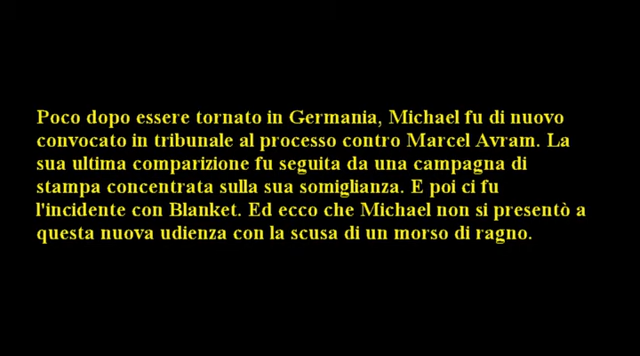 Poco dopo essere tornato in Germania, Michael fu di nuovo
convocato in tribunale al processo contro Marcel Avram. La
sua ultima comparizione fu seguita da una campagna di
stampa concentrata sulla sua somiglianza. E poi ci fu
l'incidente con Blanket. Ed ecco che Michael non si presentò a
questa nuova udienza con la scusa di un morso di ragno.